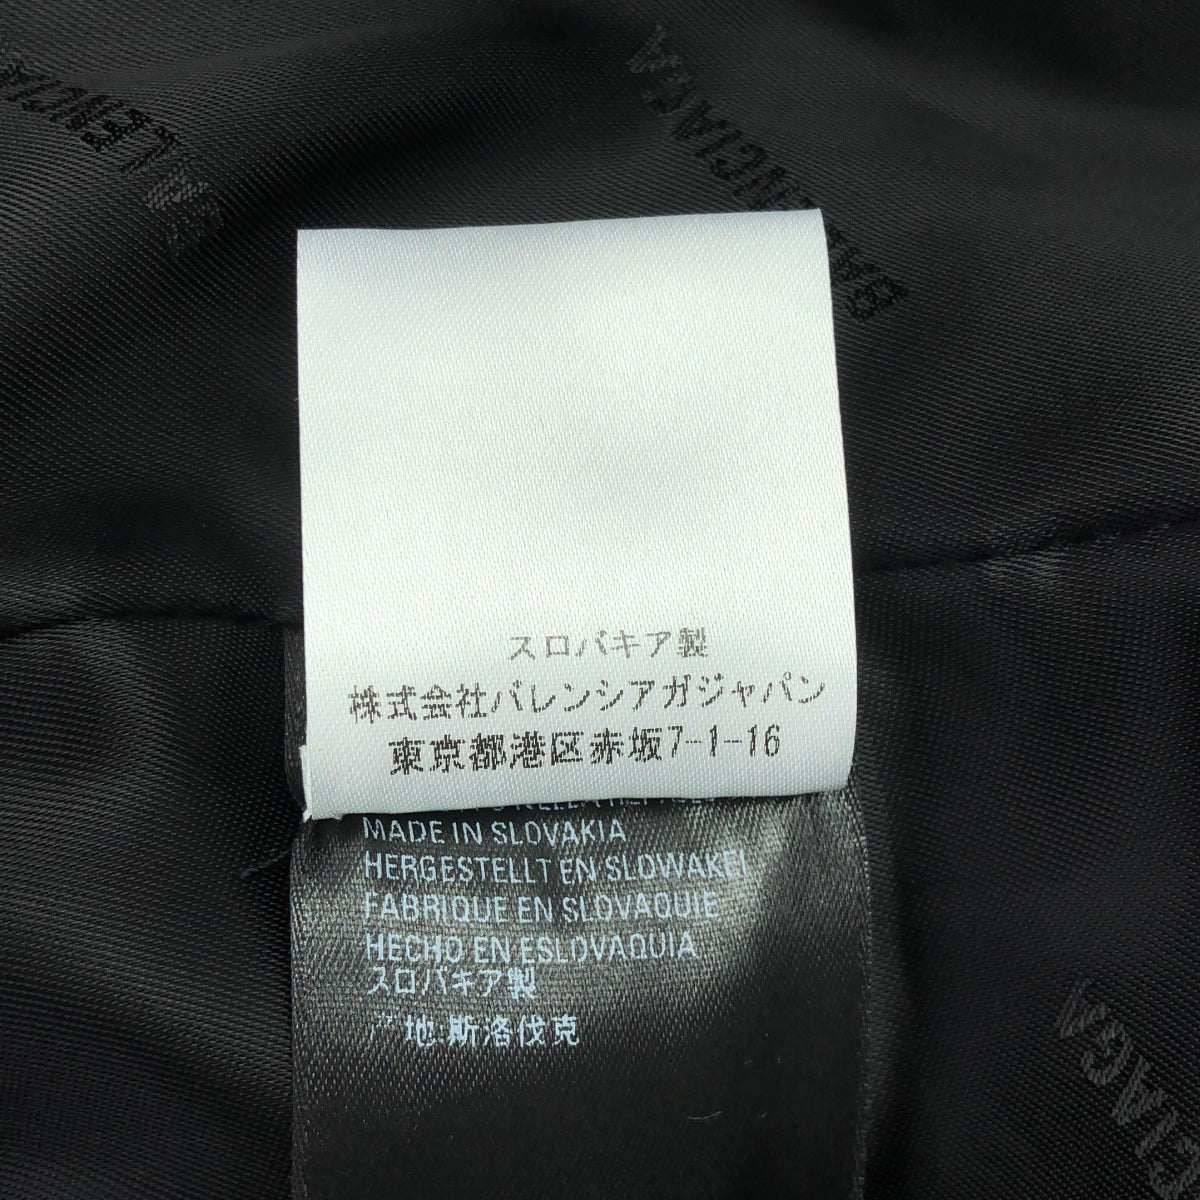 BALENCIAGA
スロバキア製
株式会社バレンシアガジャパン
東京都港区赤坂7-1-16
MADE IN SLOVAKIA
HERGESTELLT EN SLOWAKEI
FABRIQUE EN SLOVAQUIE
HECHO EN ESLOVAQUIA
スロバキア製
产地:斯洛伐克